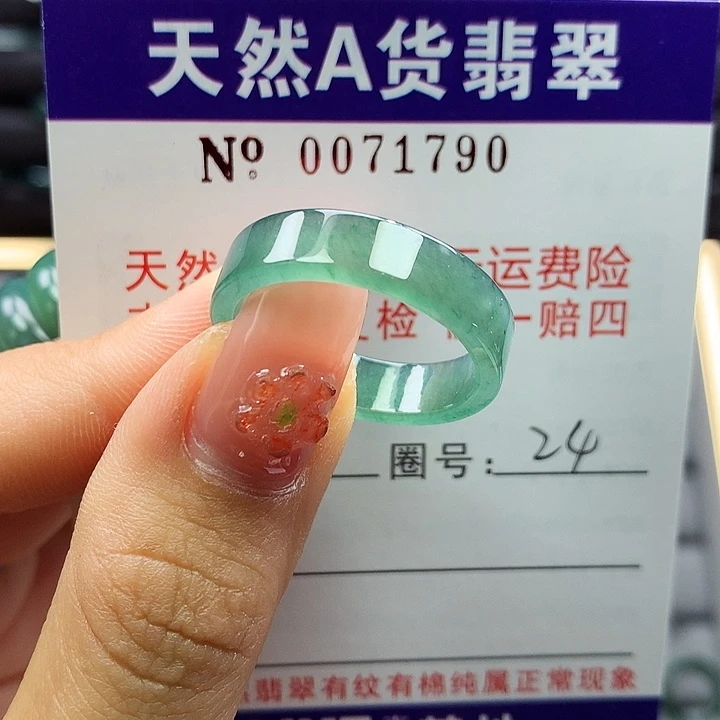 天然A货翡翠
Nº 0071790
天然 运费险
检 一赔四
圈号: 24
翡翠有纹有棉纯属正常现象